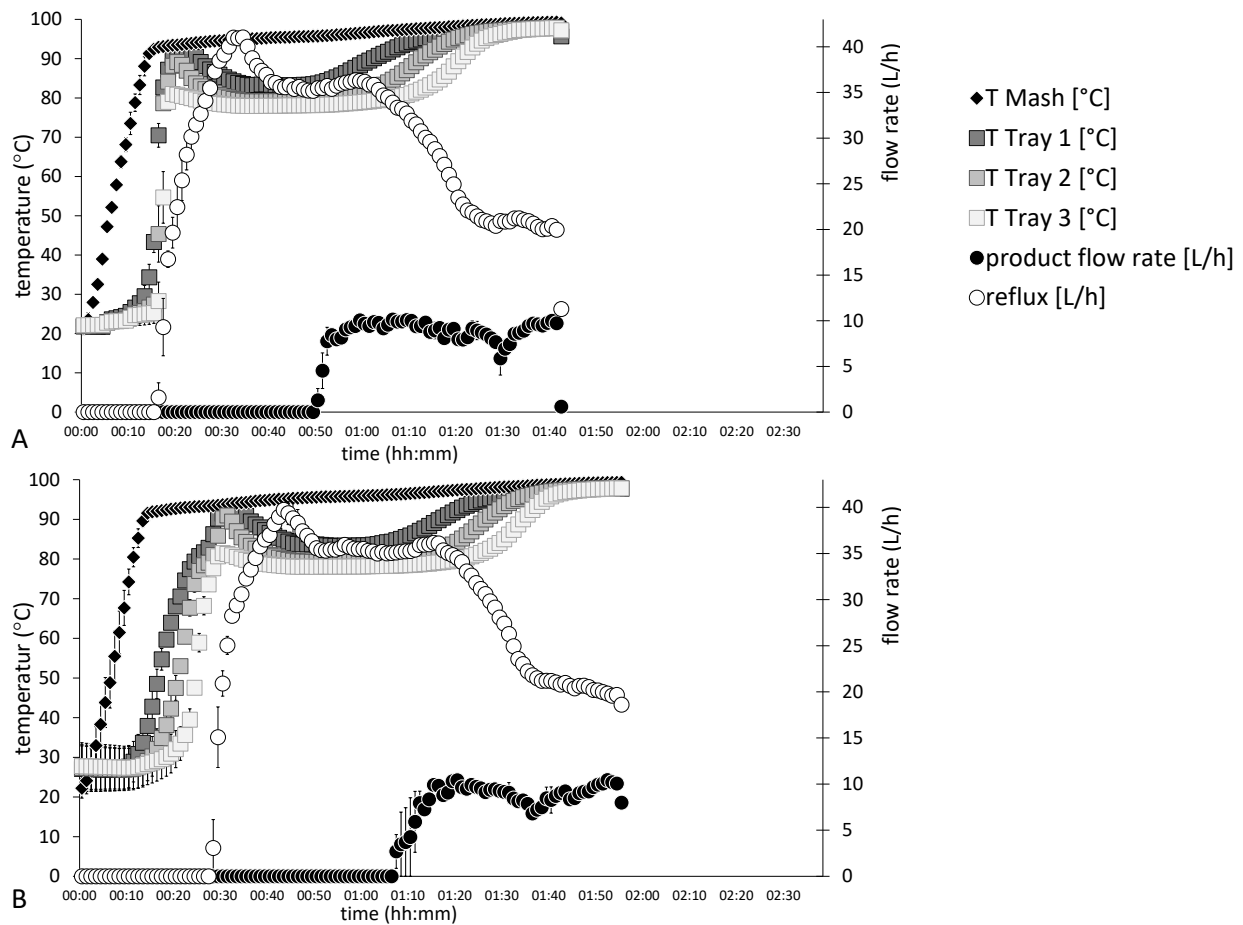 100
90
80
70
60
50
40
30
20
10
0
temperature (°C)
40
35
30
25
20
15
10
5
0
flow rate (L/h)
00:00 00:10 00:20 00:30 00:40 00:50 01:00 01:10 01:20 01:30 01:40 01:50 02:00 02:10 02:20 02:30
time (hh:mm)
A
T Mash [°C]
T Tray 1 [°C]
T Tray 2 [°C]
T Tray 3 [°C]
product flow rate [L/h]
reflux [L/h]
100
90
80
70
60
50
40
30
20
10
0
temperatur (°C)
40
35
30
25
20
15
10
5
0
flow rate (L/h)
00:00 00:10 00:20 00:30 00:40 00:50 01:00 01:10 01:20 01:30 01:40 01:50 02:00 02:10 02:20 02:30
time (hh:mm)
B